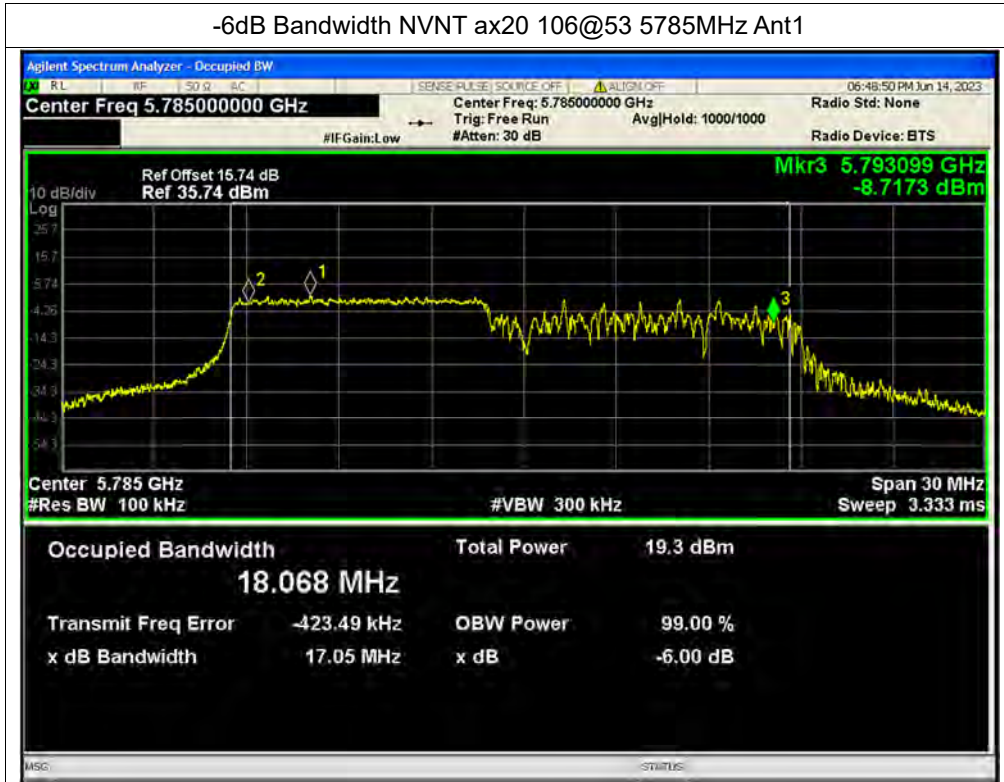 -6dB Bandwidth NVNT ax20 106@53 5785MHz Ant1
Agilent Spectrum Analyzer - Occupied BW
LXI RL RF 50 Ω AC SENSE:PULSE SOURCE OFF ALIGN OFF 06:48:50 PM Jun 14, 2023
Center Freq 5.785000000 GHz Center Freq: 5.785000000 GHz Radio Std: None
Trig: Free Run Avg|Hold: 1000/1000
#IFGain:Low #Atten: 30 dB Radio Device: BTS
Mkr3 5.793099 GHz
-8.7173 dBm
Ref Offset 15.74 dB
10 dB/div Ref 35.74 dBm
Log
25.7
15.7
5.74
-4.26
-14.3
-24.3
-34.3
-44.3
-54.3
2
1
3
Center 5.785 GHz Span 30 MHz
#Res BW 100 kHz #VBW 300 kHz Sweep 3.333 ms
Occupied Bandwidth Total Power 19.3 dBm
18.068 MHz
Transmit Freq Error -423.49 kHz OBW Power 99.00 %
x dB Bandwidth 17.05 MHz x dB -6.00 dB
MSG STATUS